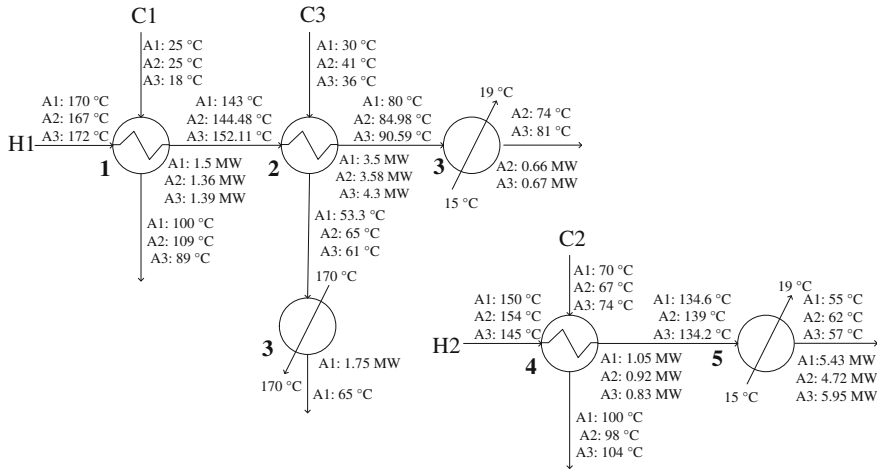 C1
A1: 25 °C
A2: 25 °C
A3: 18 °C
C3
A1: 30 °C
A2: 41 °C
A3: 36 °C
H1
A1: 170 °C
A2: 167 °C
A3: 172 °C
1
A1: 143 °C
A2: 144.48 °C
A3: 152.11 °C
A1: 1.5 MW
A2: 1.36 MW
A3: 1.39 MW
A1: 100 °C
A2: 109 °C
A3: 89 °C
2
A1: 80 °C
A2: 84.98 °C
A3: 90.59 °C
A1: 3.5 MW
A2: 3.58 MW
A3: 4.3 MW
19 °C
3
15 °C
A2: 74 °C
A3: 81 °C
A2: 0.66 MW
A3: 0.67 MW
A1: 53.3 °C
A2: 65 °C
A3: 61 °C
170 °C
3
170 °C
A1: 1.75 MW
A1: 65 °C
C2
A1: 70 °C
A2: 67 °C
A3: 74 °C
H2
A1: 150 °C
A2: 154 °C
A3: 145 °C
4
A1: 134.6 °C
A2: 139 °C
A3: 134.2 °C
A1: 1.05 MW
A2: 0.92 MW
A3: 0.83 MW
A1: 100 °C
A2: 98 °C
A3: 104 °C
19 °C
5
15 °C
A1: 55 °C
A2: 62 °C
A3: 57 °C
A1:5.43 MW
A2: 4.72 MW
A3: 5.95 MW